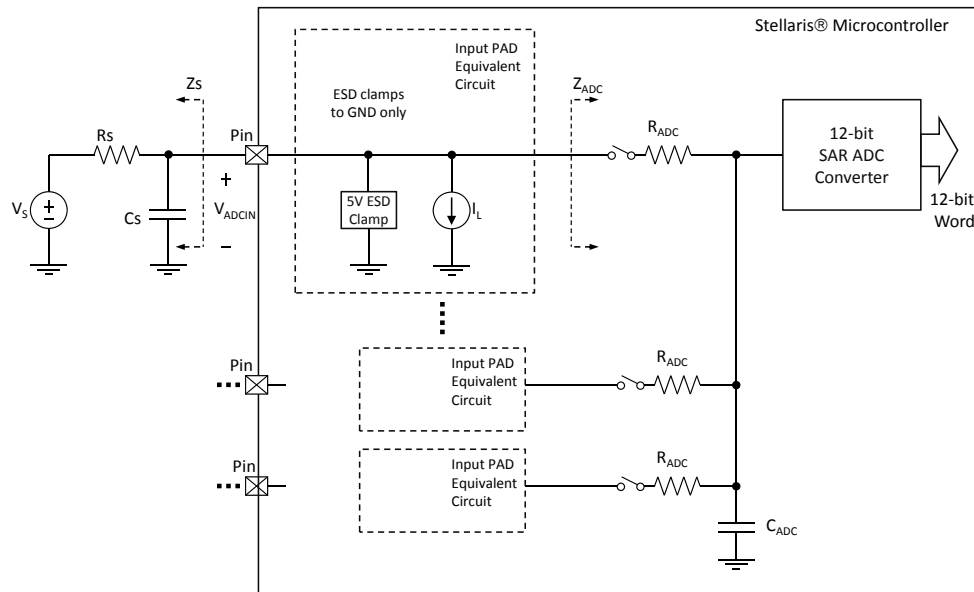 Stellaris® Microcontroller
Input PAD
Equivalent
Circuit
ESD clamps
to GND only
Zs
Z_ADC
Rs
Pin
R_ADC
12-bit
SAR ADC
Converter
12-bit
Word
V_S
Cs
+
V_ADCIN
−
5V ESD
Clamp
I_L
Pin
Input PAD
Equivalent
Circuit
R_ADC
Pin
Input PAD
Equivalent
Circuit
R_ADC
C_ADC